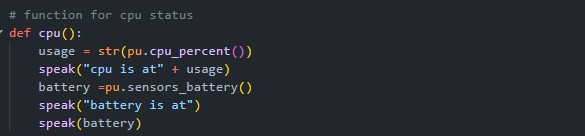 # function for cpu status
def cpu():
    usage = str(pu.cpu_percent())
    speak("cpu is at" + usage)
    battery =pu.sensors_battery()
    speak("battery is at")
    speak(battery)